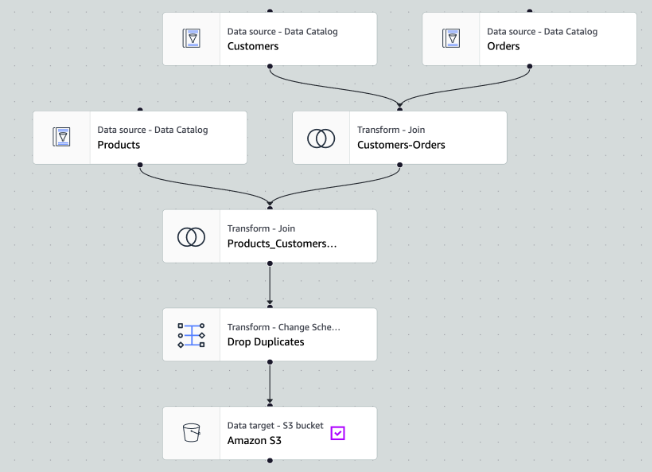 Data source - Data Catalog
Customers
Data source - Data Catalog
Orders
Data source - Data Catalog
Products
Transform - Join
Customers-Orders
Transform - Join
Products_Customers...
Transform - Change Sche...
Drop Duplicates
Data target - S3 bucket
Amazon S3